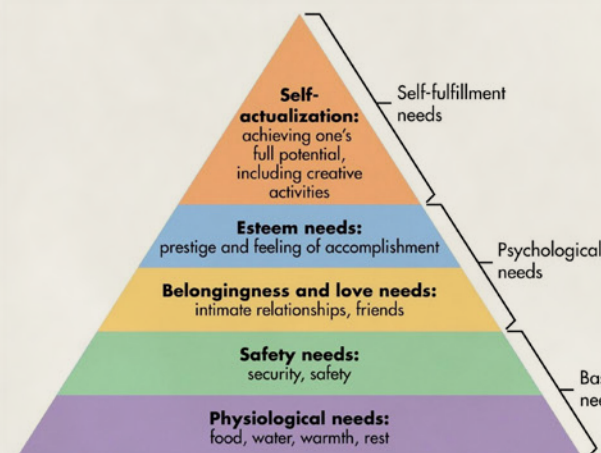 Self-
actualization:
achieving one's
full potential,
including creative
activities
Self-fulfillment
needs
Esteem needs:
prestige and feeling of accomplishment
Belongingness and love needs:
intimate relationships, friends
Psychological
needs
Safety needs:
security, safety
Physiological needs:
food, water, warmth, rest